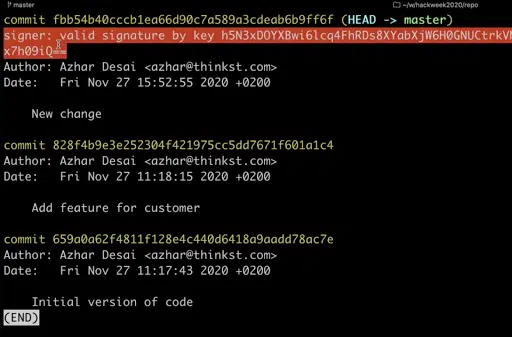 master
~/w/hackweek2020/repo
commit fbb54b40cccb1ea66d90c7a589a3cdeab6b9ff6f (HEAD -> master)
signer: valid signature by key h5N3xDOYXBwi6lcq4FhRDs8XYabXjW6H0GNUCtrkVN
x7h09iQ==
Author: Azhar Desai <azhar@thinkst.com>
Date: Fri Nov 27 15:52:55 2020 +0200
New change
commit 828f4b9e3e252304f421975cc5dd7671f601a1c4
Author: Azhar Desai <azhar@thinkst.com>
Date: Fri Nov 27 11:18:15 2020 +0200
Add feature for customer
commit 659a0a62f4811f128e4c440d6418a9aadd78ac7e
Author: Azhar Desai <azhar@thinkst.com>
Date: Fri Nov 27 11:17:43 2020 +0200
Initial version of code
(END)